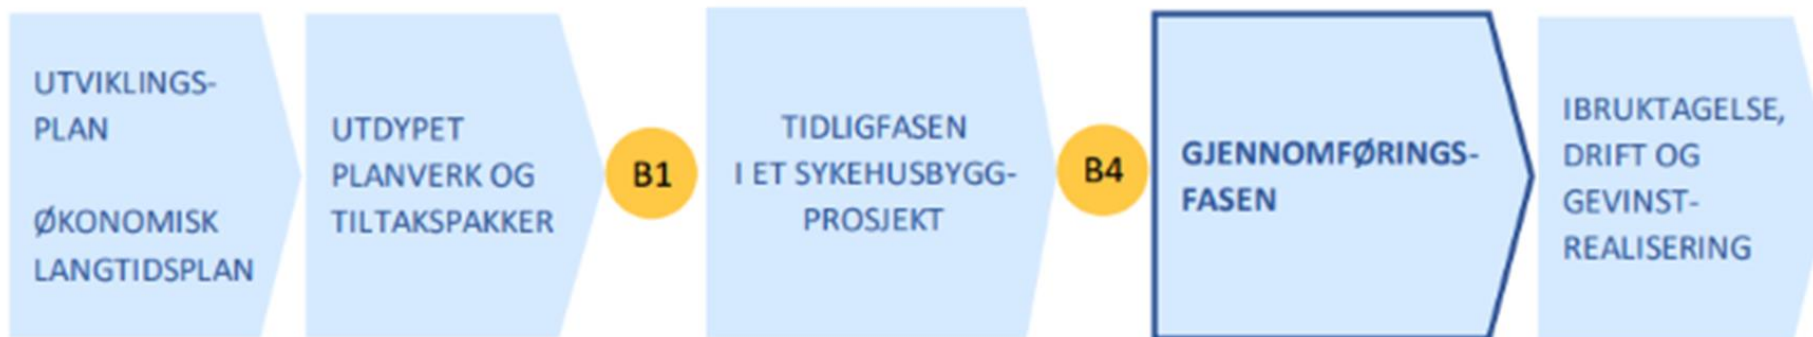 UTVIKLINGS-
PLAN
ØKONOMISK
LANGTIDSPLAN
UTDYPET
PLANVERK OG
TILTAKSPAKKER
B1
TIDLIGFASEN
I ET SYKEHUSBYGG-
PROSJEKT
B4
GJENNOMFØRINGS-
FASEN
IBRUKTAGELSE,
DRIFT OG
GEVINST-
REALISERING